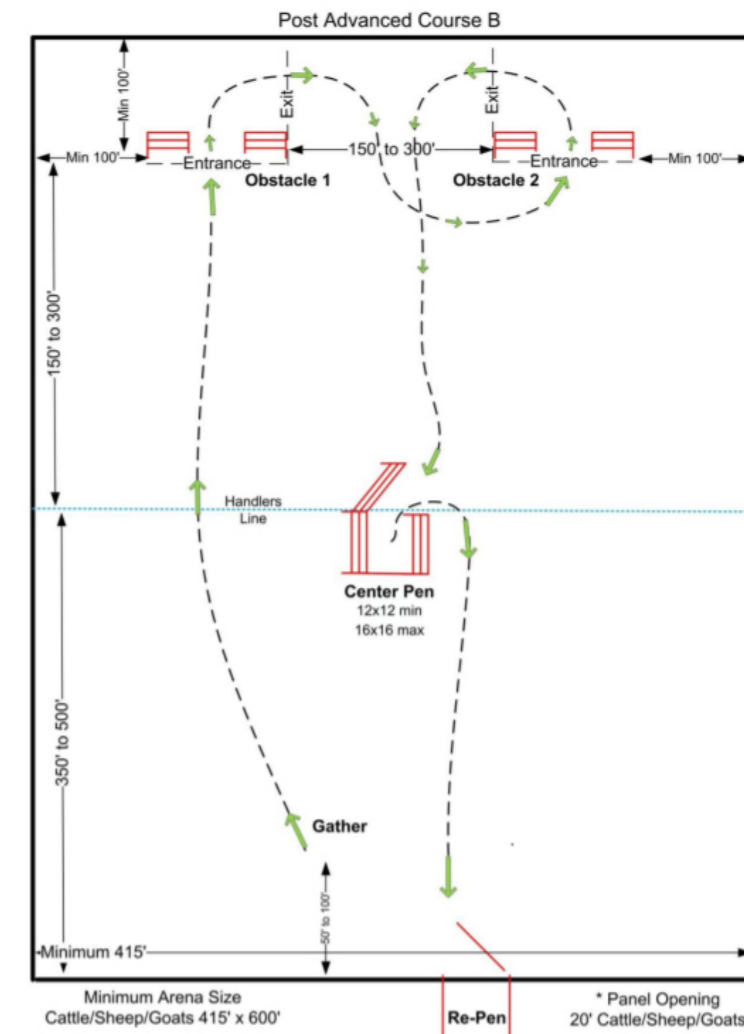 Post Advanced Course B
Min 100'
Exit
Exit
Min 100'
Entrance
150' to 300'
Entrance
Min 100'
Obstacle 1
Obstacle 2
150' to 300'
Handlers
Line
Center Pen
12x12 min
16x16 max
350' to 500'
Gather
50' to 100'
Minimum 415'
Minimum Arena Size
Cattle/Sheep/Goats 415' x 600'
Re-Pen
* Panel Opening
20' Cattle/Sheep/Goats